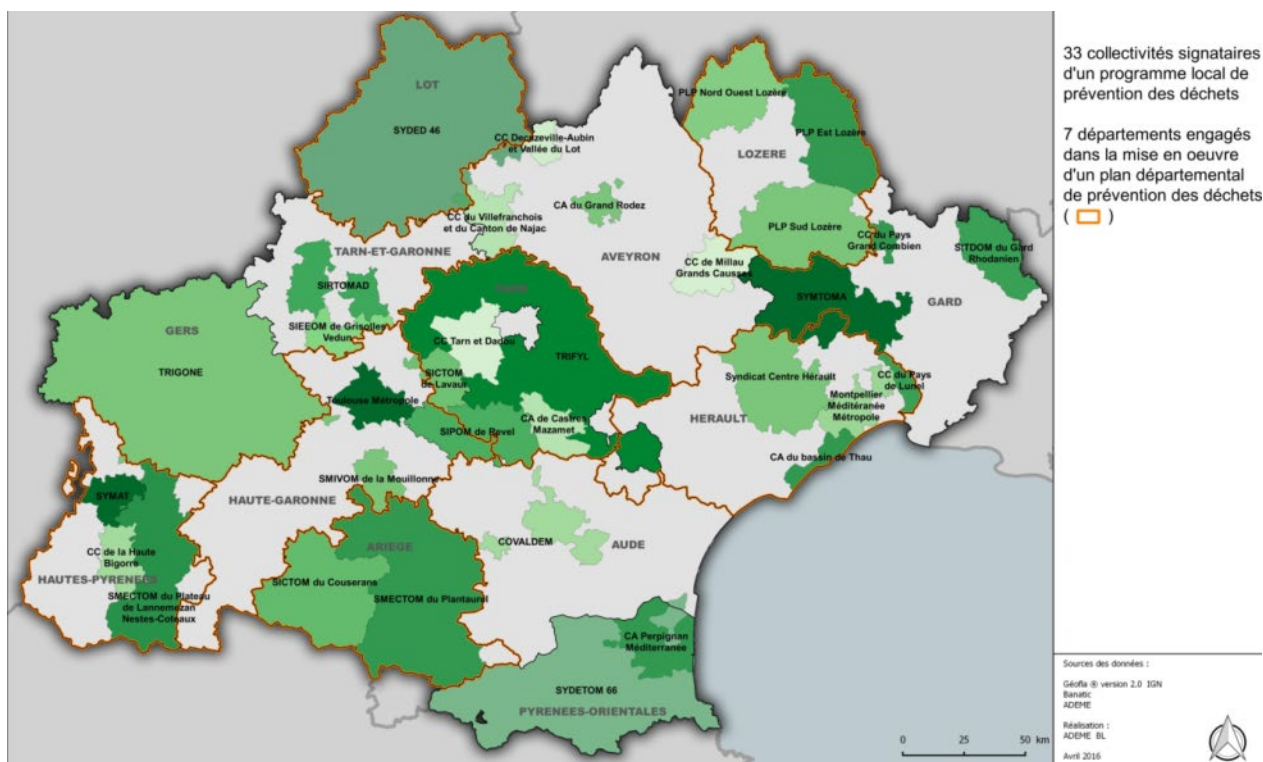 33 collectivités signataires
d'un programme local de
prévention des déchets
7 départements engagés
dans la mise en oeuvre
d'un plan départemental
de prévention des déchets
( )
LOT
SYDED 46
CC Decazeville-Aubin
et Vallée du Lot
PLP Nord Ouest Lozère
PLP Est Lozère
LOZERE
CA du Grand Rodez
CC du Villefranchois
et du Canton de Najac
PLP Sud Lozère
CC du Pays
Grand Combien
SITDOM du Gard
Rhodanien
TARN-ET-GARONNE
AVEYRON
CC de Millau
Grands Causses
SIRTOMAD
TARN
SYMTOMA
GARD
GERS
SIEEOM de Grisolles
Vedun
CC Tarn et Dadou
TRIFYL
TRIGONE
SICTOM
de Lavaur
Syndicat Centre Hérault
CC du Pays
de Lunel
Toulouse Métropole
Montpellier
Méditéranée
Métropole
CA de Castres
Mazamet
HERAULT
SIPOM de Revel
CA du bassin de Thau
SMIVOM de la Mouillonne
SYMAT
HAUTE-GARONNE
COVALDEM
AUDE
ARIEGE
CC de la Haute
Bigorre
HAUTES-PYRENEES
SICTOM du Couserans
SMECTOM du Plantaurel
SMECTOM du Plateau
de Lannemezan
Nestes-Coteaux
CA Perpignan
Méditerranée
SYDETOM 66
PYRENEES-ORIENTALES
0 25 50 km
Sources des données :
Géofla ® version 2.0 IGN
Banatic
ADEME
Réalisation :
ADEME BL
Avril 2016